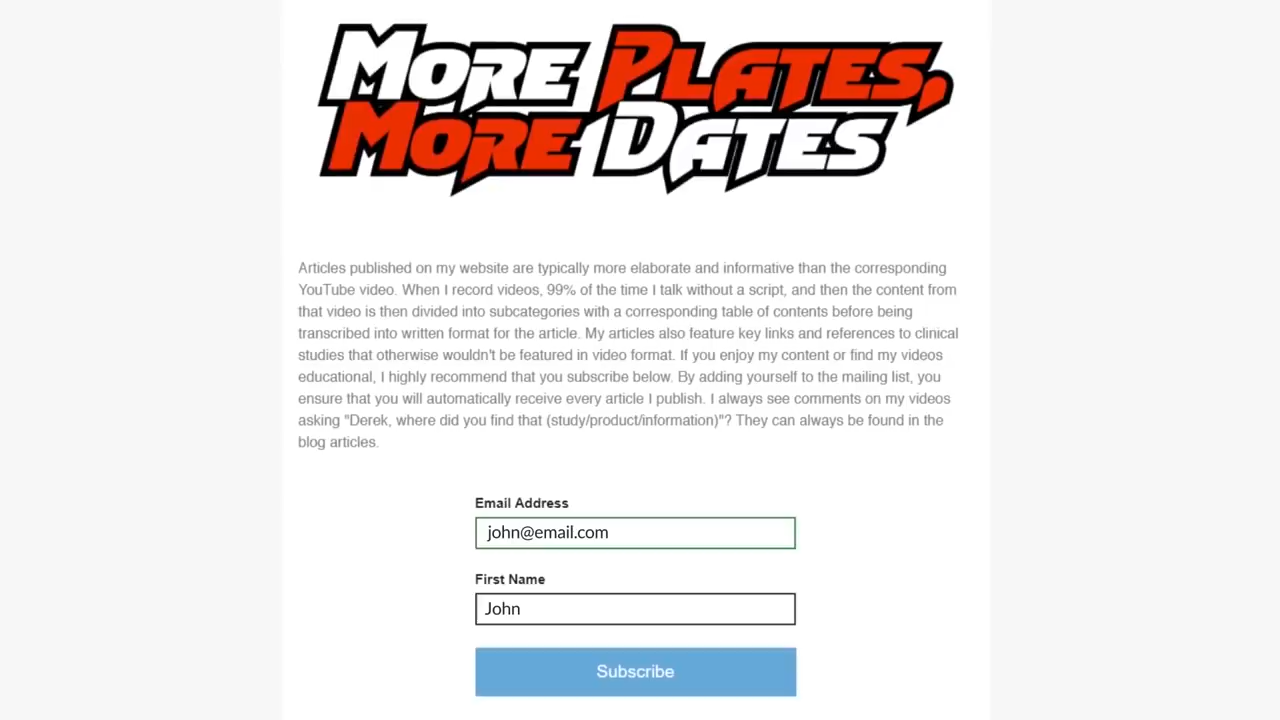 MORE PLATES,
MORE DATES
Articles published on my website are typically more elaborate and informative than the corresponding
YouTube video. When I record videos, 99% of the time I talk without a script, and then the content from
that video is then divided into subcategories with a corresponding table of contents before being
transcribed into written format for the article. My articles also feature key links and references to clinical
studies that otherwise wouldn't be featured in video format. If you enjoy my content or find my videos
educational, I highly recommend that you subscribe below. By adding yourself to the mailing list, you
ensure that you will automatically receive every article I publish. I always see comments on my videos
asking "Derek, where did you find that (study/product/information)"? They can always be found in the
blog articles.
Email Address
john@email.com
First Name
John
Subscribe